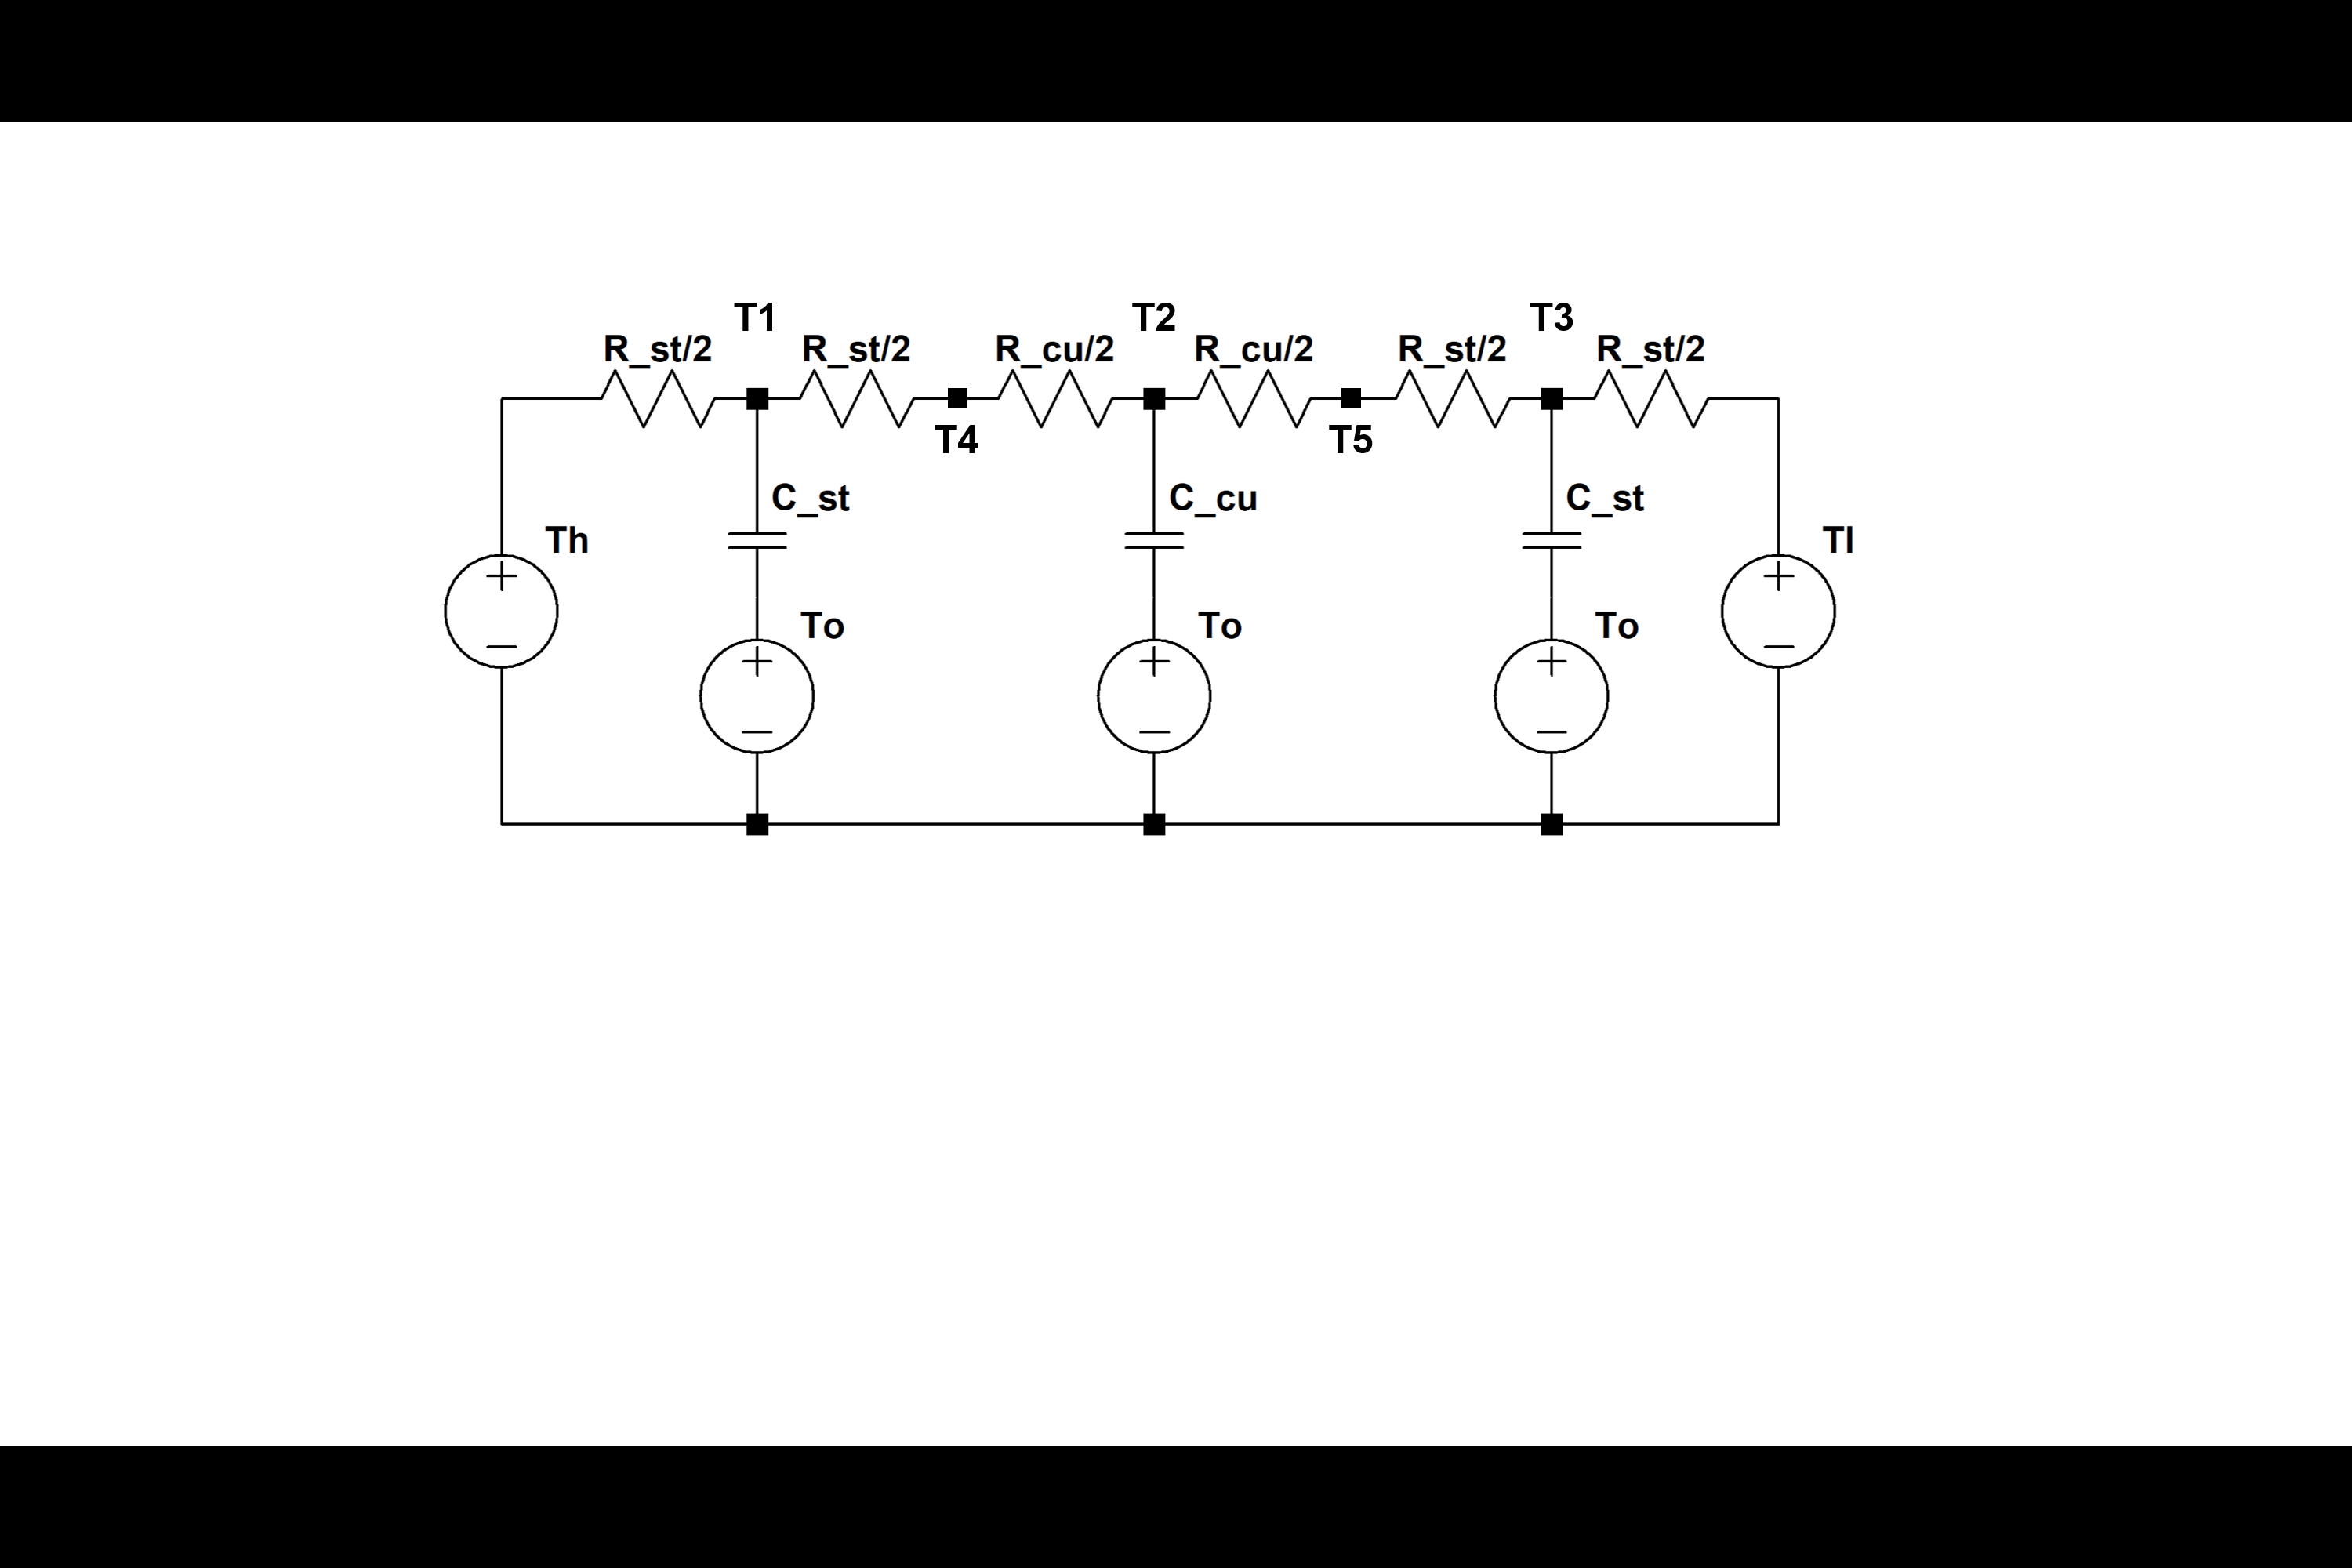 T1
T2
T3
R_st/2
R_st/2
R_cu/2
R_cu/2
R_st/2
R_st/2
T4
T5
C_st
C_cu
C_st
Th
Tl
To
To
To